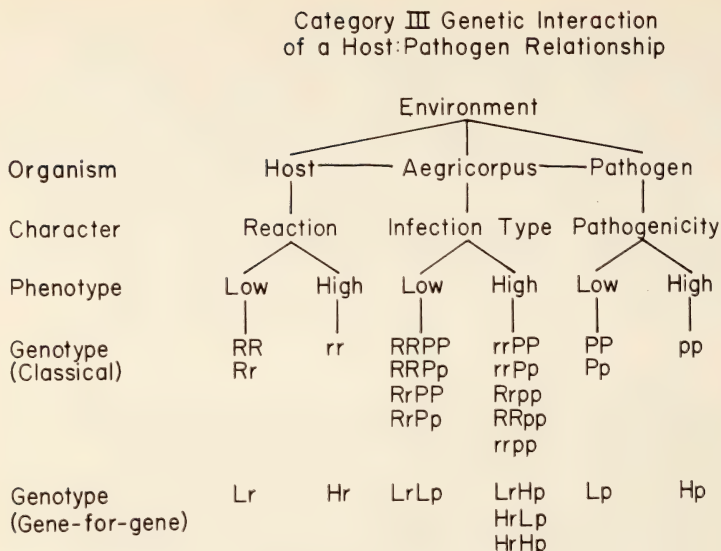 Category III Genetic Interaction
of a Host:Pathogen Relationship
Environment
Organism Host Aegricorpus Pathogen
Character Reaction Infection Type Pathogenicity
Phenotype Low High Low High Low High
Genotype RR rr RRPP rrPP PP pp
(Classical) Rr RRPp rrPp Pp
RrPP Rrpp
RrPp RRpp
rrpp
Genotype Lr Hr LrLp LrHp Lp Hp
(Gene-for-gene) HrLp
HrHp